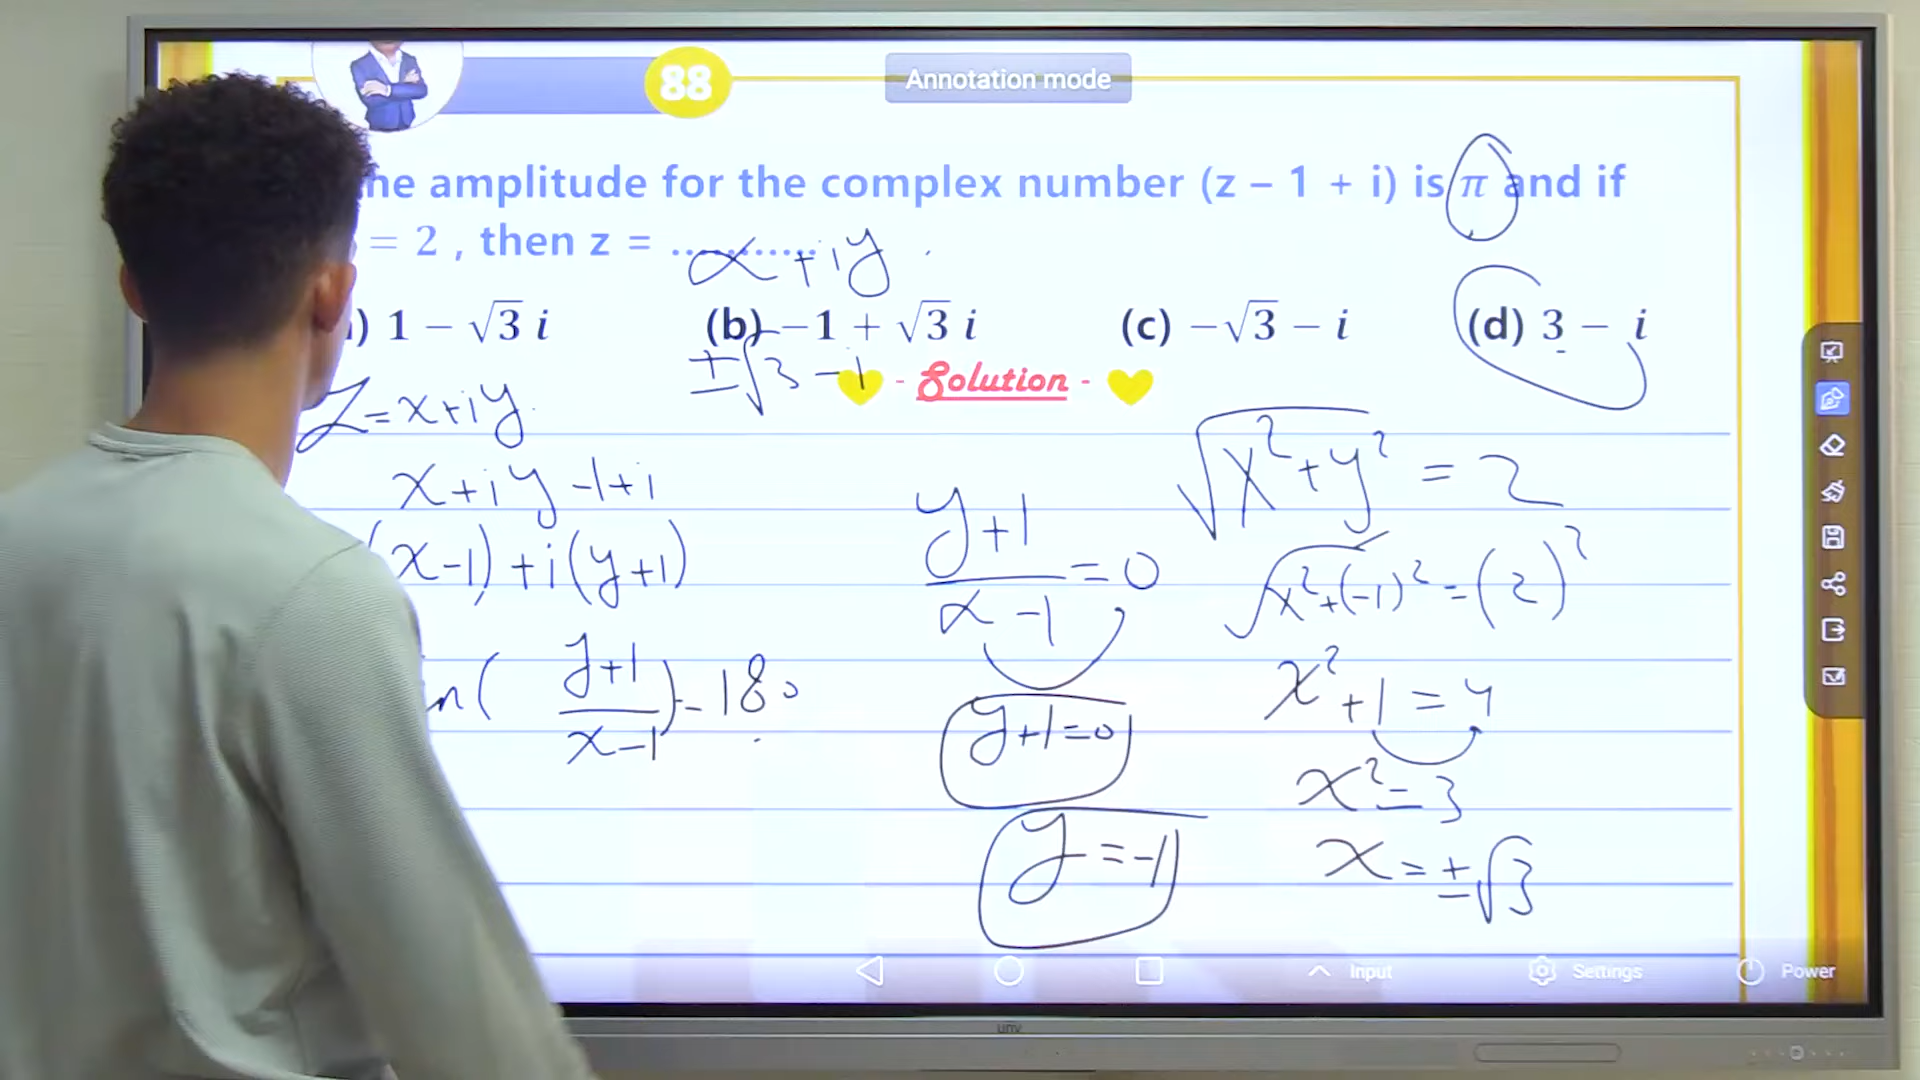 88
Annotation mode
he amplitude for the complex number (z – 1 + i) is π and if
= 2 , then z = ............
x + iy
) 1 − √3 i
(b) −1 + √3 i
(c) −√3 − i
(d) 3 − i
± √3 − 1
- Solution -
Z = x + iy
x + iy − 1 + i
(x−1) + i(y+1)
n( y+1 / x−1 ) = 180
y+1 / x − 1 = 0
y+1=0
y = −1
√x² + y² = 2
√x² + (−1)² = (2)²
x² + 1 = 4
x² = 3
x = ± √3
Input
Settings
Power
unv